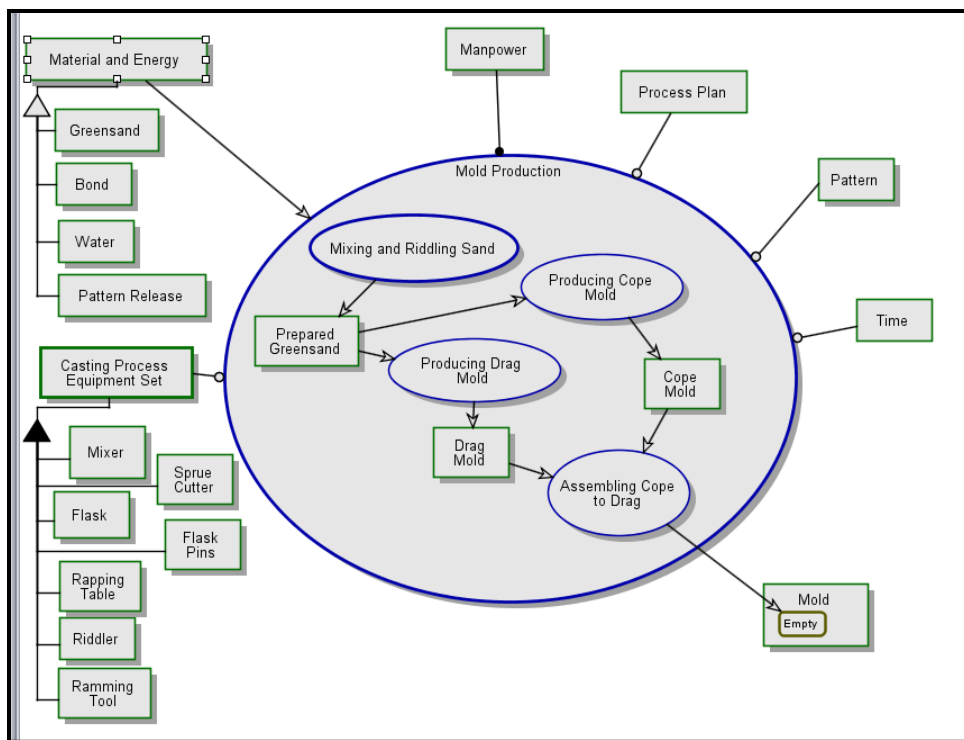 Material and Energy
Greensand
Bond
Water
Pattern Release
Manpower
Process Plan
Pattern
Time
Mold Production
Mixing and Riddling Sand
Prepared
Greensand
Producing Cope
Mold
Producing Drag
Mold
Cope
Mold
Drag
Mold
Assembling Cope
to Drag
Mold
Empty
Casting Process
Equipment Set
Mixer
Sprue
Cutter
Flask
Flask
Pins
Rapping
Table
Riddler
Ramming
Tool